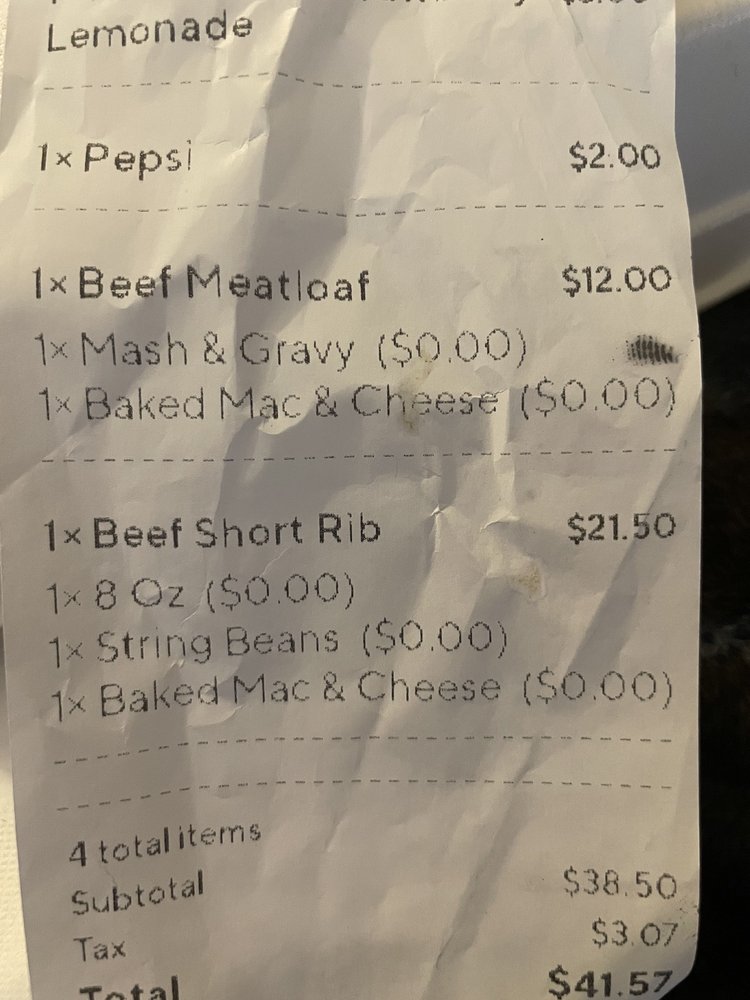 Lemonade
1x Pepsi $2.00
1x Beef Meatloaf $12.00
1x Mash & Gravy ($0.00)
1x Baked Mac & Cheese ($0.00)
1x Beef Short Rib $21.50
1x 8 Oz ($0.00)
1x String Beans ($0.00)
1x Baked Mac & Cheese ($0.00)
4 total items
Subtotal $38.50
Tax $3.07
Total $41.57